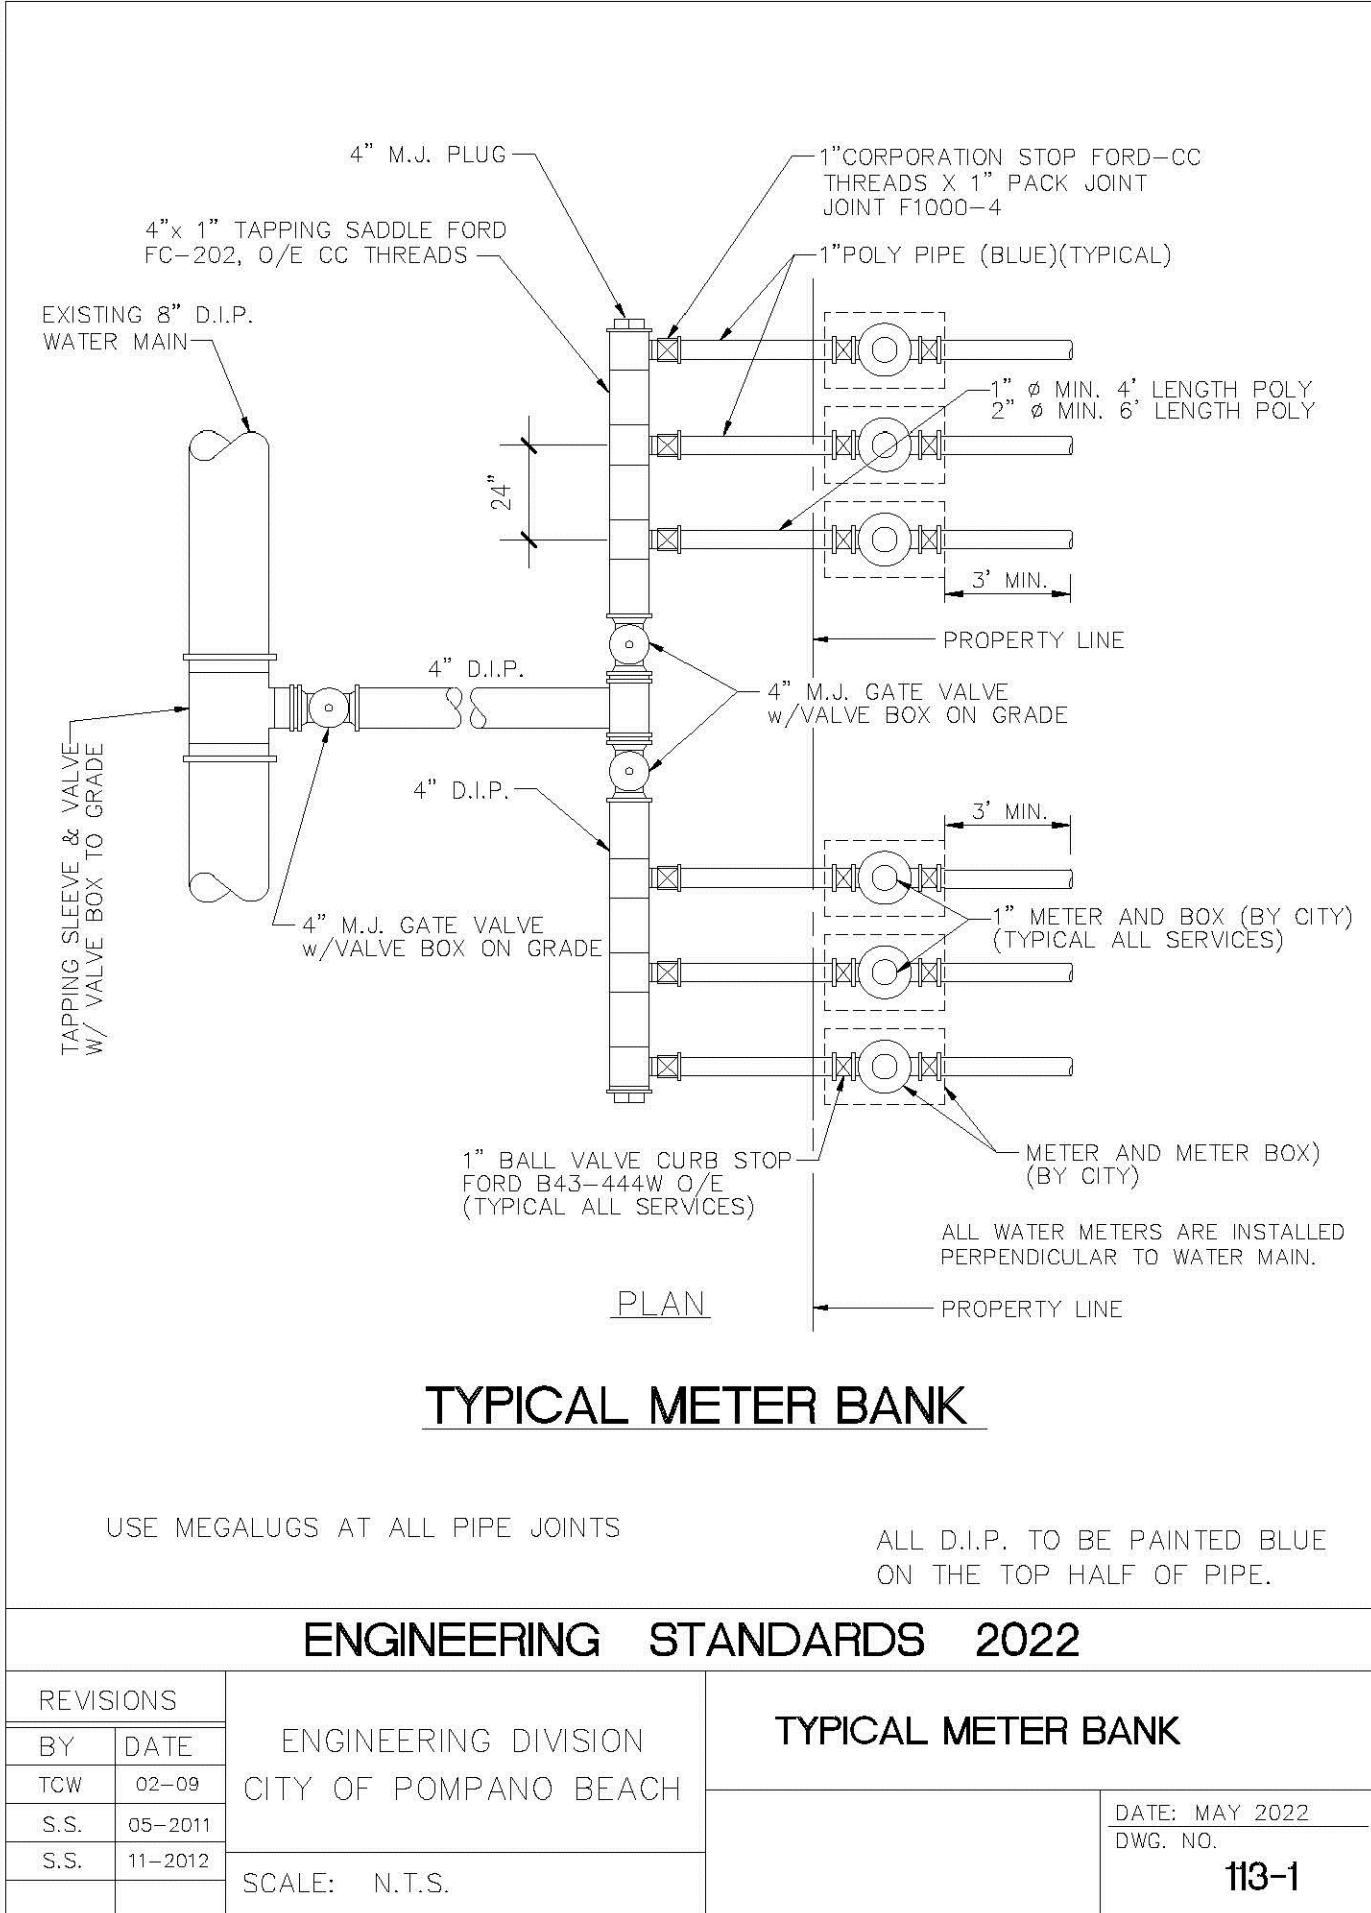 4" M.J. PLUG
1"CORPORATION STOP FORD-CC
THREADS X 1" PACK JOINT
JOINT F1000-4
4"x 1" TAPPING SADDLE FORD
FC-202, O/E CC THREADS
1"POLY PIPE (BLUE)(TYPICAL)
EXISTING 8" D.I.P.
WATER MAIN
1" ø MIN. 4' LENGTH POLY
2" ø MIN. 6' LENGTH POLY
24"
3' MIN.
PROPERTY LINE
4" D.I.P.
4" M.J. GATE VALVE
w/VALVE BOX ON GRADE
TAPPING SLEEVE & VALVE
W/ VALVE BOX TO GRADE
4" D.I.P.
3' MIN.
4" M.J. GATE VALVE
w/VALVE BOX ON GRADE
1" METER AND BOX (BY CITY)
(TYPICAL ALL SERVICES)
1" BALL VALVE CURB STOP
FORD B43-444W O/E
(TYPICAL ALL SERVICES)
METER AND METER BOX)
(BY CITY)
ALL WATER METERS ARE INSTALLED
PERPENDICULAR TO WATER MAIN.
PLAN
PROPERTY LINE
TYPICAL METER BANK
USE MEGALUGS AT ALL PIPE JOINTS
ALL D.I.P. TO BE PAINTED BLUE
ON THE TOP HALF OF PIPE.
ENGINEERING STANDARDS 2022
REVISIONS
BY DATE
TCW 02-09
S.S. 05-2011
S.S. 11-2012
ENGINEERING DIVISION
CITY OF POMPANO BEACH
SCALE: N.T.S.
TYPICAL METER BANK
DATE: MAY 2022
DWG. NO.
113-1